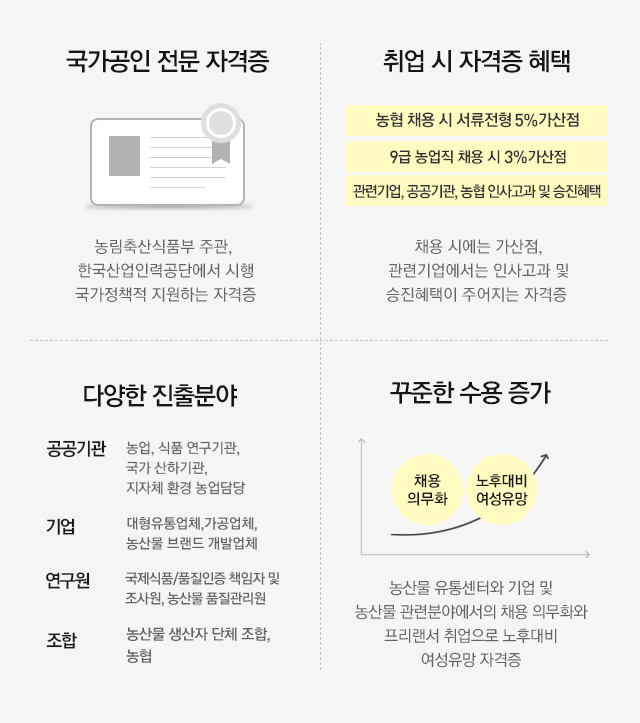 국가공인 전문 자격증
농림축산식품부 주관,
한국산업인력공단에서 시행
국가정책적 지원하는 자격증
취업 시 자격증 혜택
농협 채용 시 서류전형 5%가산점
9급 농업직 채용 시 3%가산점
관련기업, 공공기관, 농협 인사고과 및 승진혜택
채용 시에는 가산점,
관련기업에서는 인사고과 및
승진혜택이 주어지는 자격증
다양한 진출분야
공공기관
농업, 식품 연구기관,
국가 산하기관,
지자체 환경 농업담당
기업
대형유통업체,가공업체,
농산물 브랜드 개발업체
연구원
국제식품/품질인증 책임자 및
조사원, 농산물 품질관리원
조합
농산물 생산자 단체 조합,
농협
꾸준한 수용 증가
채용
의무화
노후대비
여성유망
농산물 유통센터와 기업 및
농산물 관련분야에서의 채용 의무화와
프리랜서 취업으로 노후대비
여성유망 자격증